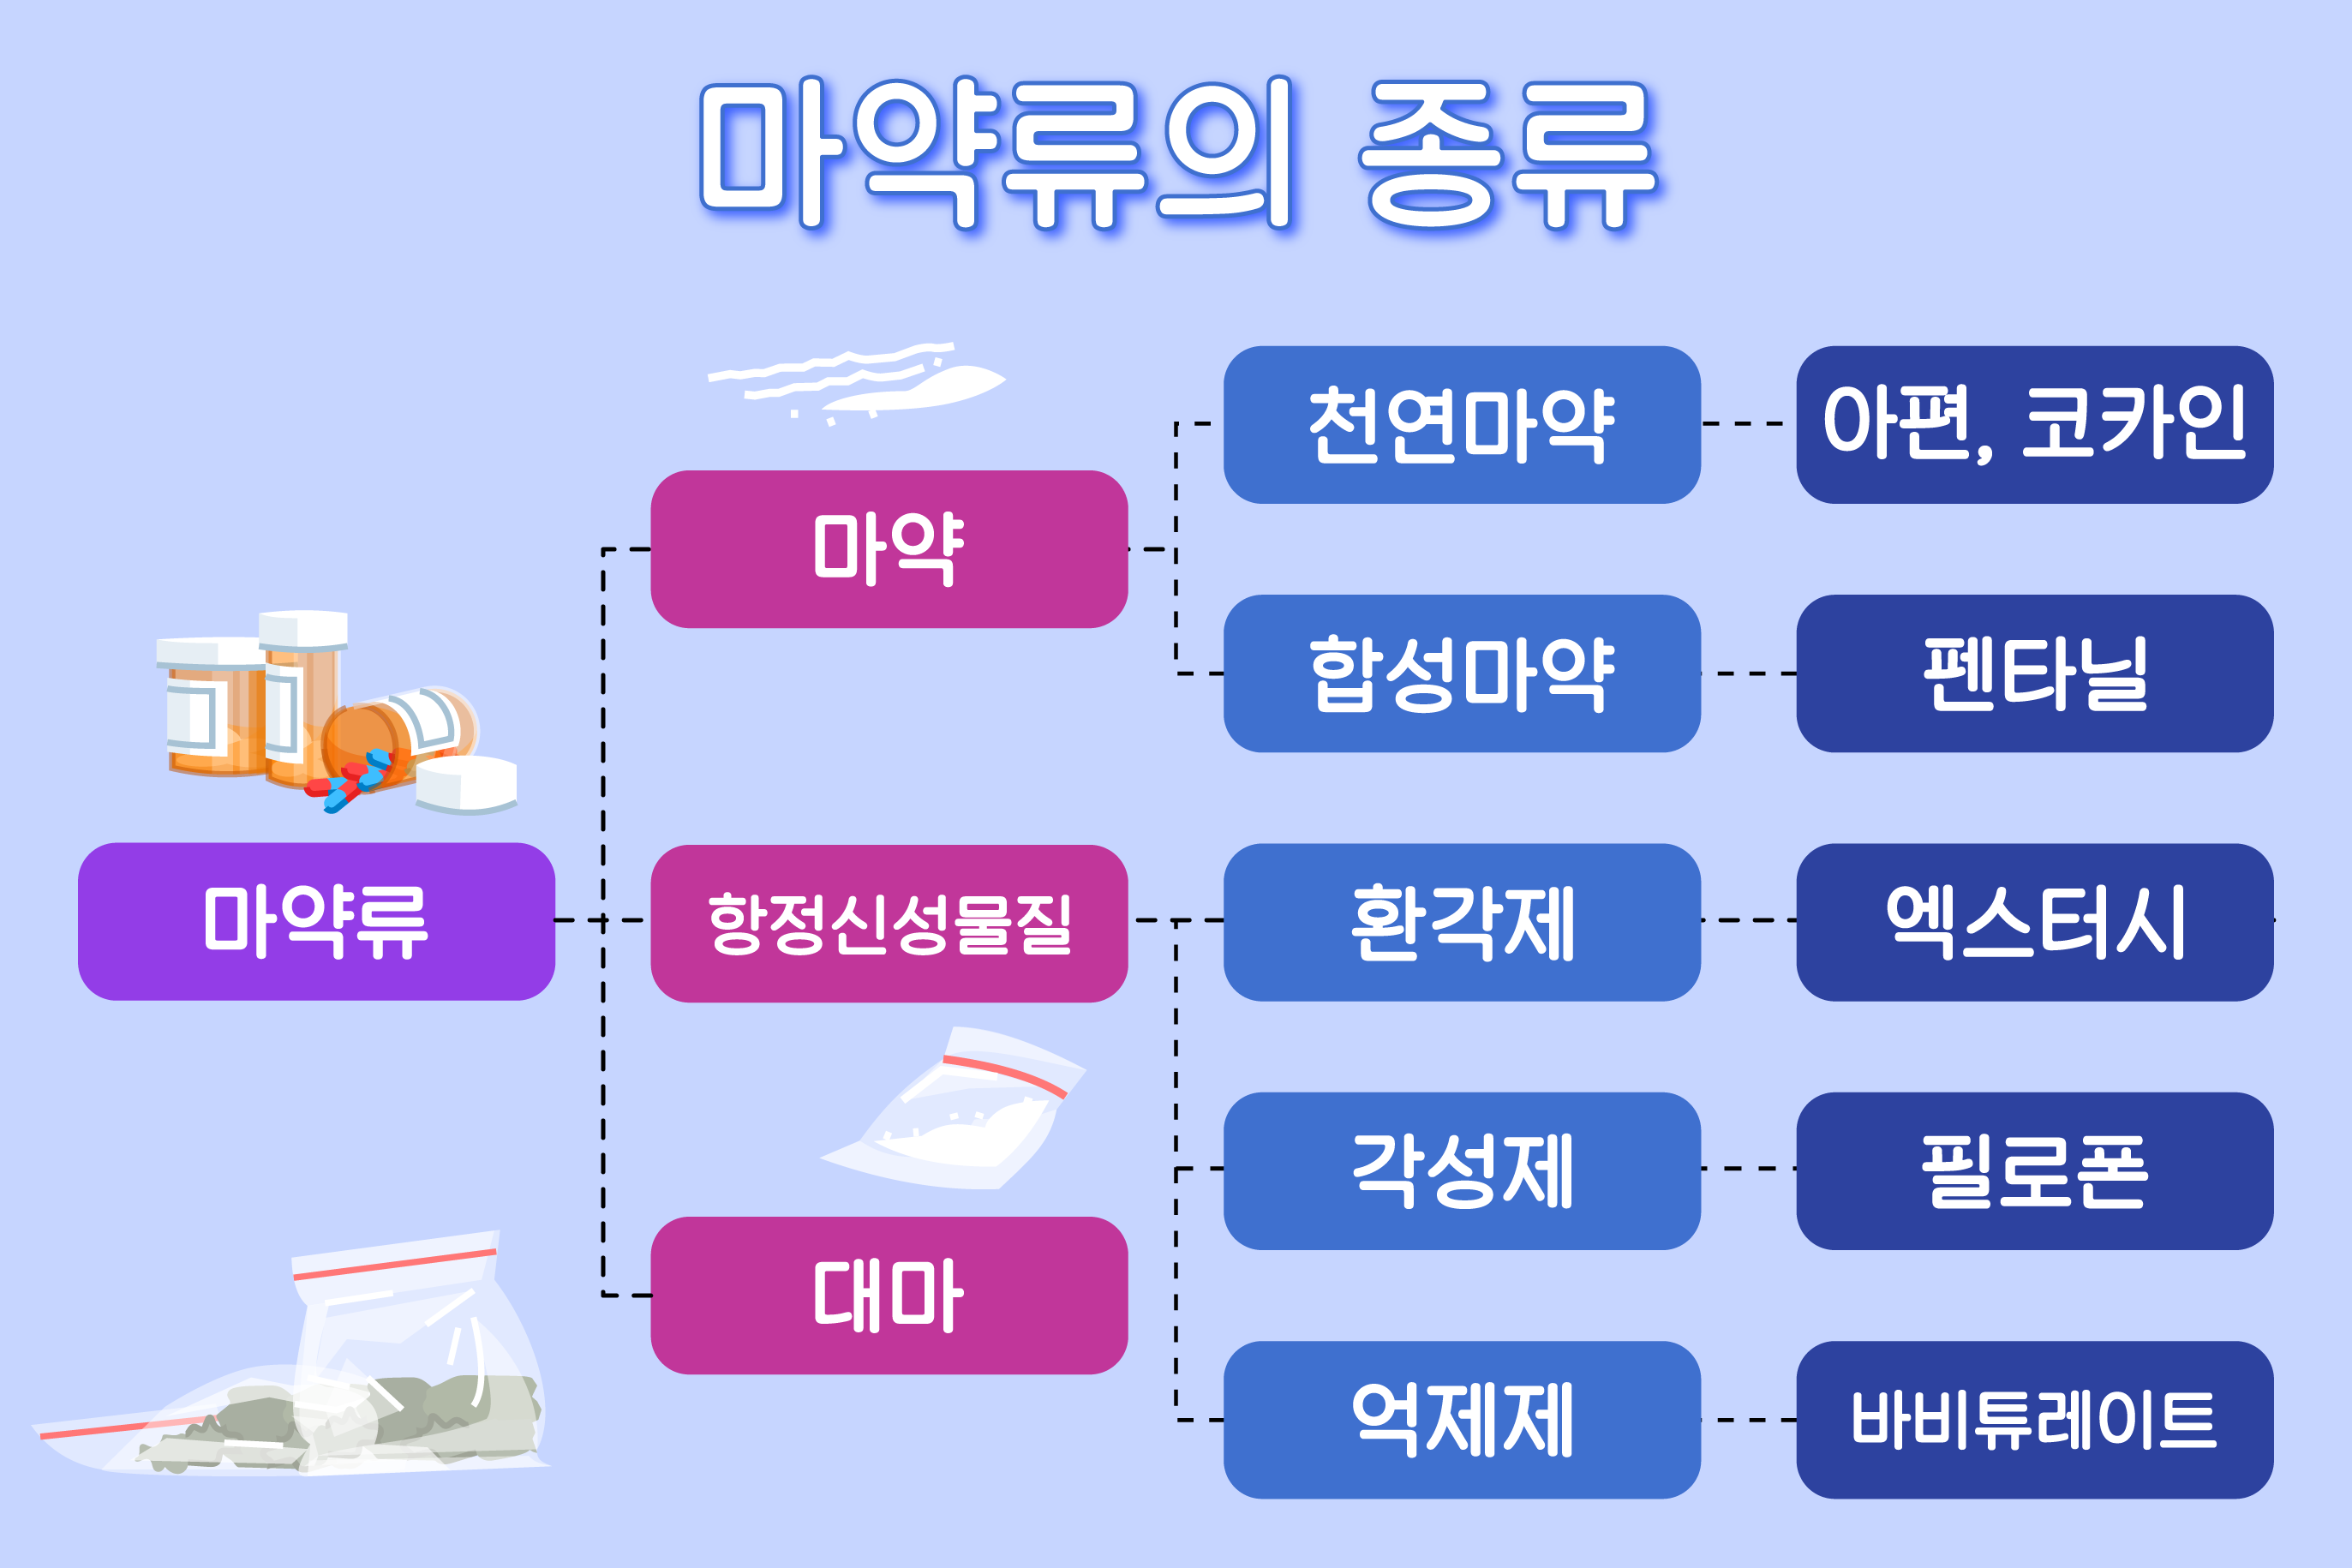 마약류의 종류
마약류
마약
천연마약
아편, 코카인
합성마약
펜타닐
항정신성물질
환각제
엑스터시
각성제
필로폰
억제제
바비튜레이트
대마